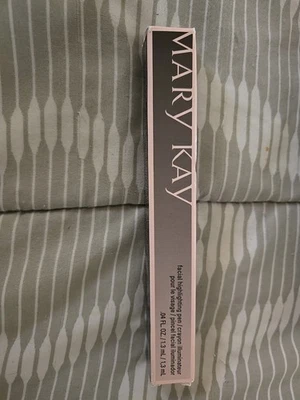 MARY KAY
facial highlighting pen / crayon illuminateur
pour le visage / pincel facial iluminador
.04 FL. OZ. / 1.2 mL / 1,3 mL